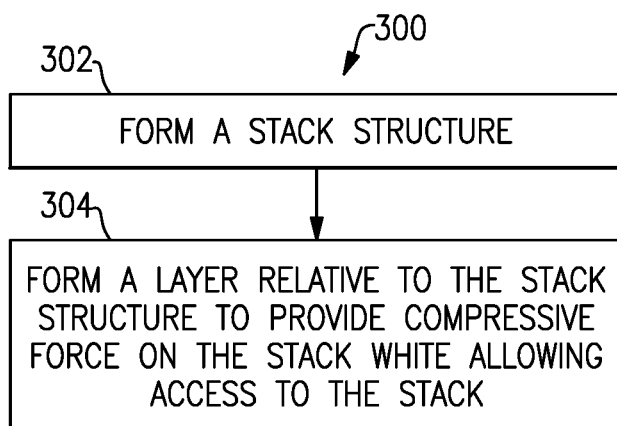 300
302
FORM A STACK STRUCTURE
304
FORM A LAYER RELATIVE TO THE STACK
STRUCTURE TO PROVIDE COMPRESSIVE
FORCE ON THE STACK WHITE ALLOWING
ACCESS TO THE STACK